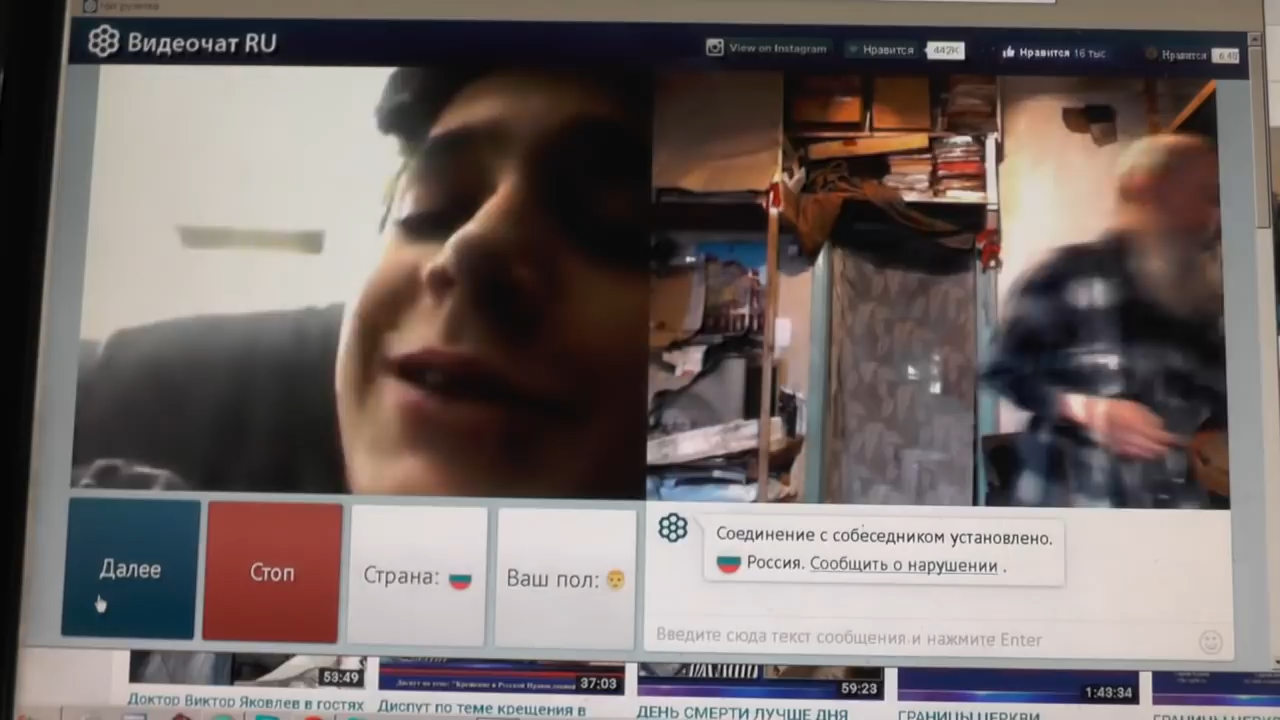 Видеочат RU
View on Instagram
Нравится
442K
Нравится 16 тыс.
Нравится
Далее
Стоп
Страна:
Ваш пол:
Соединение с собеседником установлено.
Россия. Сообщить о нарушении .
Введите сюда текст сообщения и нажмите Enter
53:49
37:03
59:23
1:43:34
Доктор Виктор Яковлев в гостях
Диспут по теме крещения в
ДЕНЬ СМЕРТИ ЛУЧШЕ ДНЯ
ГРАНИЦЫ ЦЕРКВИ